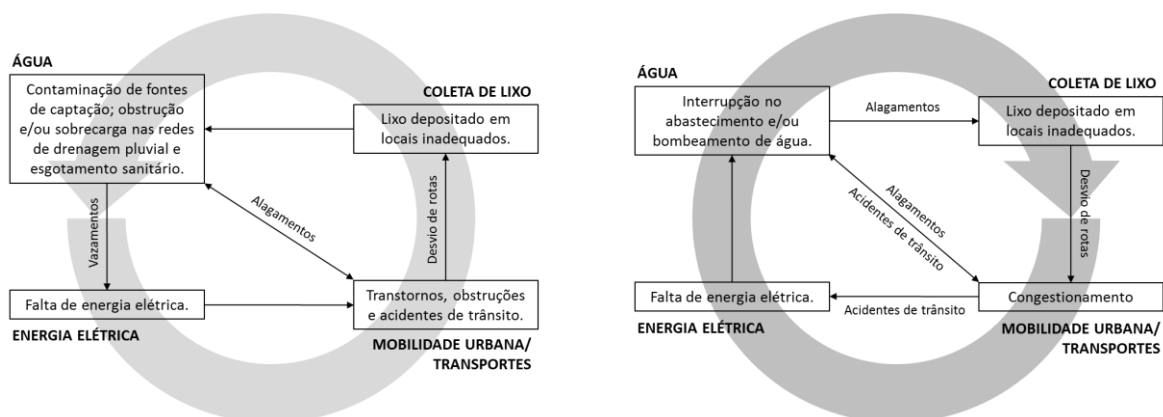 ÁGUA
Contaminação de fontes
de captação; obstrução
e/ou sobrecarga nas redes
de drenagem pluvial e
esgotamento sanitário.
COLETA DE LIXO
Lixo depositado em
locais inadequados.
Vazamentos
Alagamentos
Desvio de rotas
Falta de energia elétrica.
ENERGIA ELÉTRICA
Transtornos, obstruções
e acidentes de trânsito.
MOBILIDADE URBANA/
TRANSPORTES
ÁGUA
Interrupção no
abastecimento e/ou
bombeamento de água.
Alagamentos
COLETA DE LIXO
Lixo depositado em
locais inadequados.
Alagamentos
Acidentes de trânsito
Desvio de rotas
Falta de energia elétrica.
ENERGIA ELÉTRICA
Acidentes de trânsito
Congestionamento
MOBILIDADE URBANA/
TRANSPORTES